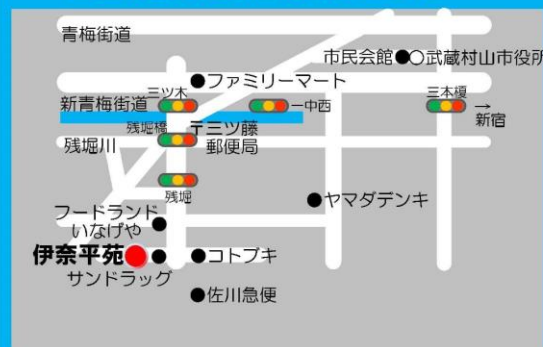 青梅街道
市民会館
武蔵村山市役所
ファミリーマート
三ツ木
新青梅街道
一中西
三本榎
→
新宿
残堀橋
〒三ツ藤
郵便局
残堀川
残堀
ヤマダデンキ
フードランド
いなげや
伊奈平苑
サンドラッグ
コトブキ
佐川急便